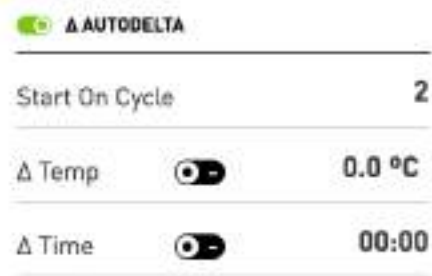 Δ AUTODELTA
Start On Cycle 2
Δ Temp 0.0 ºC
Δ Time 00:00